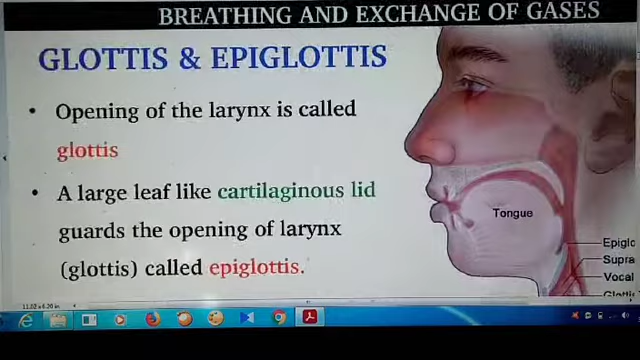 BREATHING AND EXCHANGE OF GASES
GLOTTIS & EPIGLOTTIS
• Opening of the larynx is called
glottis
• A large leaf like cartilaginous lid
guards the opening of larynx
(glottis) called epiglottis.
Tongue
Epiglo
Supra
Vocal